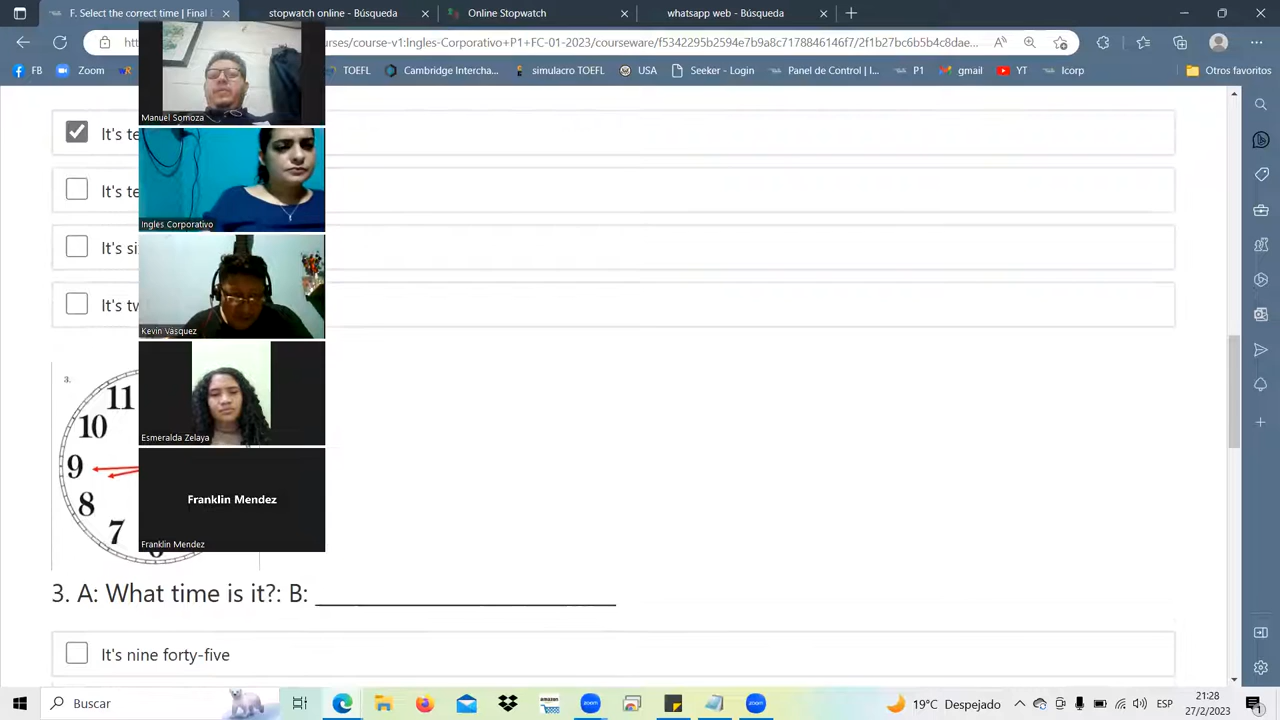 F. Select the correct time | Final
stopwatch online - Búsqueda
Online Stopwatch
whatsapp web - Búsqueda
urses/course-v1:Ingles-Corporativo+P1+FC-01-2023/courseware/f5342295b2594e7b9a8c7178846146f7/2f1b27bc6b5b4c8dae...
FB
Zoom
TOEFL
Cambridge Intercha...
simulacro TOEFL
USA
Seeker - Login
Panel de Control | I...
P1
gmail
YT
Icorp
Otros favoritos
Manuel Somoza
Ingles Corporativo
Kevin Vasquez
Esmeralda Zelaya
Franklin Mendez
Franklin Mendez
It's te
It's te
It's si
It's tw
3.
11
10
9
8
7
6
3. A: What time is it?: B: ____________________________
It's nine forty-five
Buscar
19°C Despejado
ESP
21:28
27/2/2023